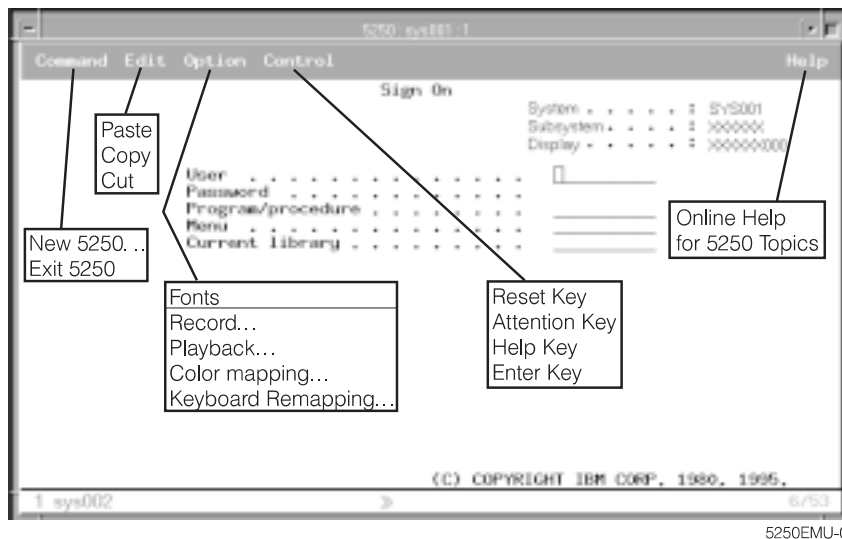 5250: sys001:1
Command Edit Option Control Help
Sign On
System . . . . . : SYS001
Subsystem . . . . : XXXXXX
Display . . . . . : XXXXXX000
Paste
Copy
Cut
User . . . . . . . . . . . . . .
Password . . . . . . . . . . . . .
Program/procedure . . . . . . . .
Menu . . . . . . . . . . . . . .
Current library . . . . . . . . .
New 5250. . .
Exit 5250
Online Help
for 5250 Topics
Fonts
Record...
Playback...
Color mapping...
Keyboard Remapping...
Reset Key
Attention Key
Help Key
Enter Key
(C) COPYRIGHT IBM CORP. 1980, 1995.
1 sys002 6/53